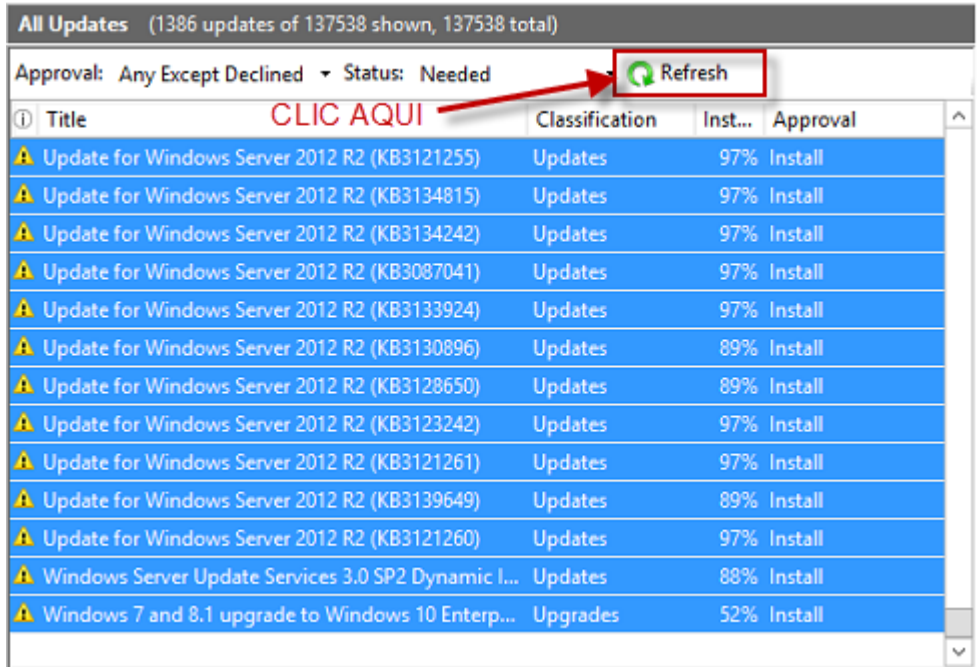 All Updates (1386 updates of 137538 shown, 137538 total)
Approval: Any Except Declined Status: Needed Refresh
CLIC AQUI
Title Classification Inst... Approval
Update for Windows Server 2012 R2 (KB3121255) Updates 97% Install
Update for Windows Server 2012 R2 (KB3134815) Updates 97% Install
Update for Windows Server 2012 R2 (KB3134242) Updates 97% Install
Update for Windows Server 2012 R2 (KB3087041) Updates 97% Install
Update for Windows Server 2012 R2 (KB3133924) Updates 97% Install
Update for Windows Server 2012 R2 (KB3130896) Updates 89% Install
Update for Windows Server 2012 R2 (KB3128650) Updates 89% Install
Update for Windows Server 2012 R2 (KB3123242) Updates 97% Install
Update for Windows Server 2012 R2 (KB3121261) Updates 97% Install
Update for Windows Server 2012 R2 (KB3139649) Updates 89% Install
Update for Windows Server 2012 R2 (KB3121260) Updates 97% Install
Windows Server Update Services 3.0 SP2 Dynamic I... Updates 88% Install
Windows 7 and 8.1 upgrade to Windows 10 Enterp... Upgrades 52% Install